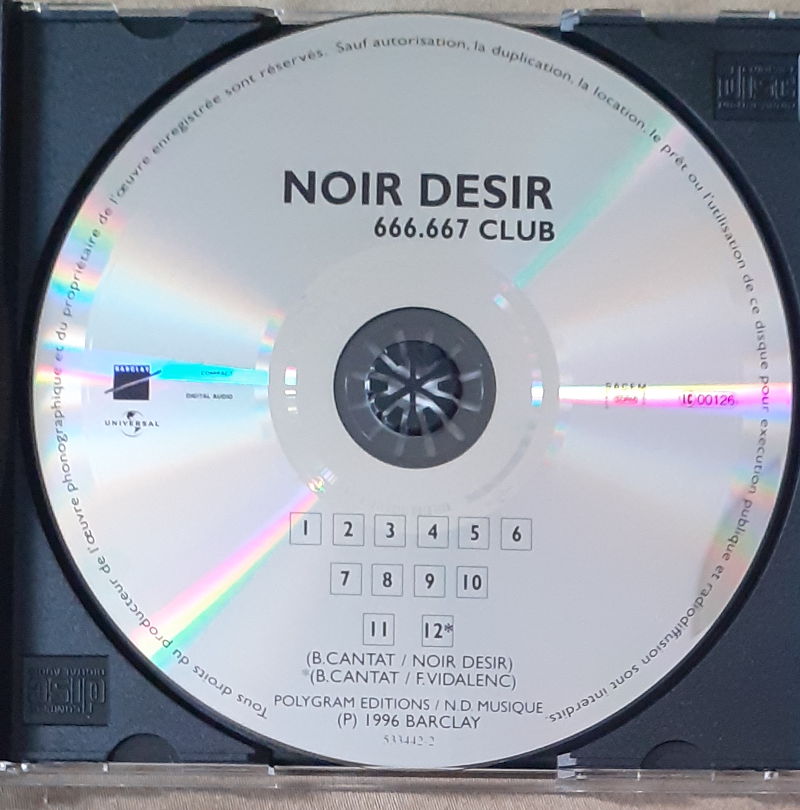 Tous droits du producteur de l'œuvre phonographique et du propriétaire de l'œuvre enregistrée sont réservés. Sauf autorisation, la duplication, la location, le prêt ou l'utilisation de ce disque pour exécution publique et radiodiffusion sont interdits.
NOIR DESIR
666.667 CLUB
BARCLAY
COMPACT
DIGITAL AUDIO
UNIVERSAL
SACEM
IC 00126
1 2 3 4 5 6
7 8 9 10
11 12*
(B.CANTAT / NOIR DESIR)
*(B.CANTAT / F.VIDALENC)
POLYGRAM EDITIONS / N.D. MUSIQUE
(P) 1996 BARCLAY
533442-2